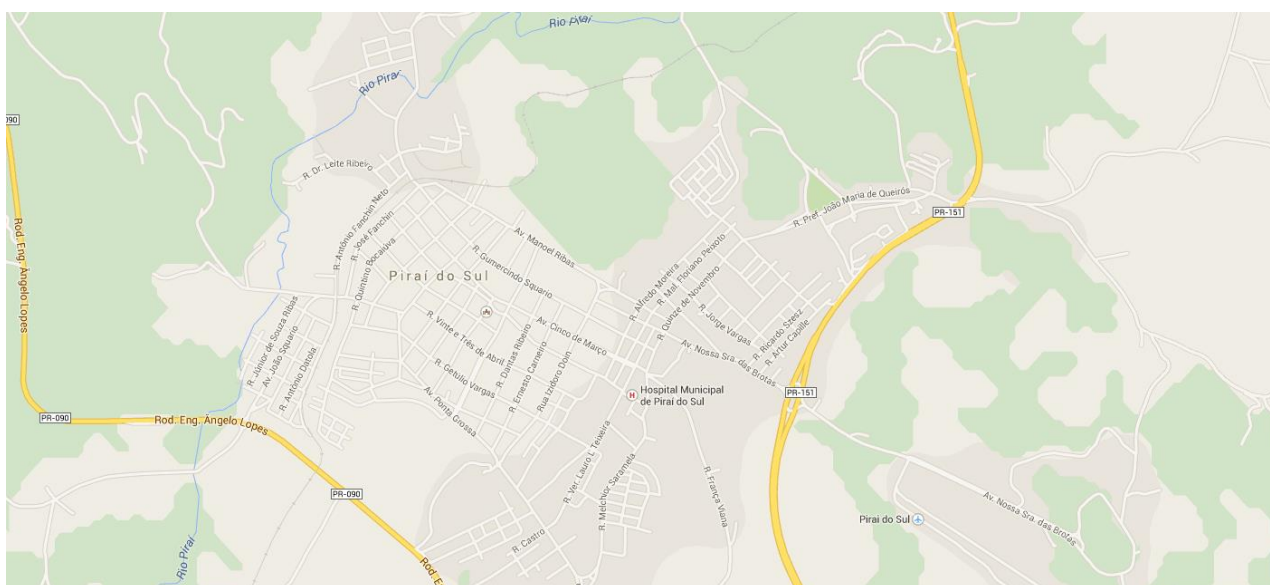 Rio Piraí
Rio Pira
090
R. Dr. Leite Ribeiro
R. Antônio Fanchin Neto
R. José Fanchin
R. Quintino Bocaiúva
R. Pref. João Maria de Queirós
PR-151
Rod. Eng. Ângelo Lopes
Av. Manoel Ribas
R. Gumercindo Squario
Piraí do Sul
R. Alfredo Moreira
R. Mal. Floriano Peixoto
R. Quinze de Novembro
R. Jorge Vargas
R. Ricardo Szesz
R. Artur Capille
Av. Nossa Sra. das Brotas
R. Júnior de Souza Ribas
Av. João Squario
R. Antônio Datola
R. Vinte e Três de Abril
Av. Cinco de Março
R. Getulio Vargas
R. Dantas Ribeiro
R. Ernesto Carneiro
Rua Izidoro Doin
Av. Ponta Grossa
H
Hospital Municipal
de Piraí do Sul
PR-151
PR-090
Rod. Eng. Ângelo Lopes
R. Ver. Lauro L Teixeira
R. Melchior Saramela
R. França Viana
PR-090
Av. Nossa Sra. das Brotas
Pirai do Sul
R. Castro
Rio Piraí
Rod. E